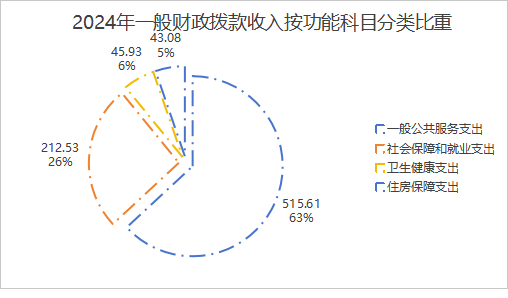 2024年一般财政拨款收入按功能科目分类比重
43.08
5%
45.93
6%
212.53
26%
515.61
63%
一般公共服务支出
社会保障和就业支出
卫生健康支出
住房保障支出